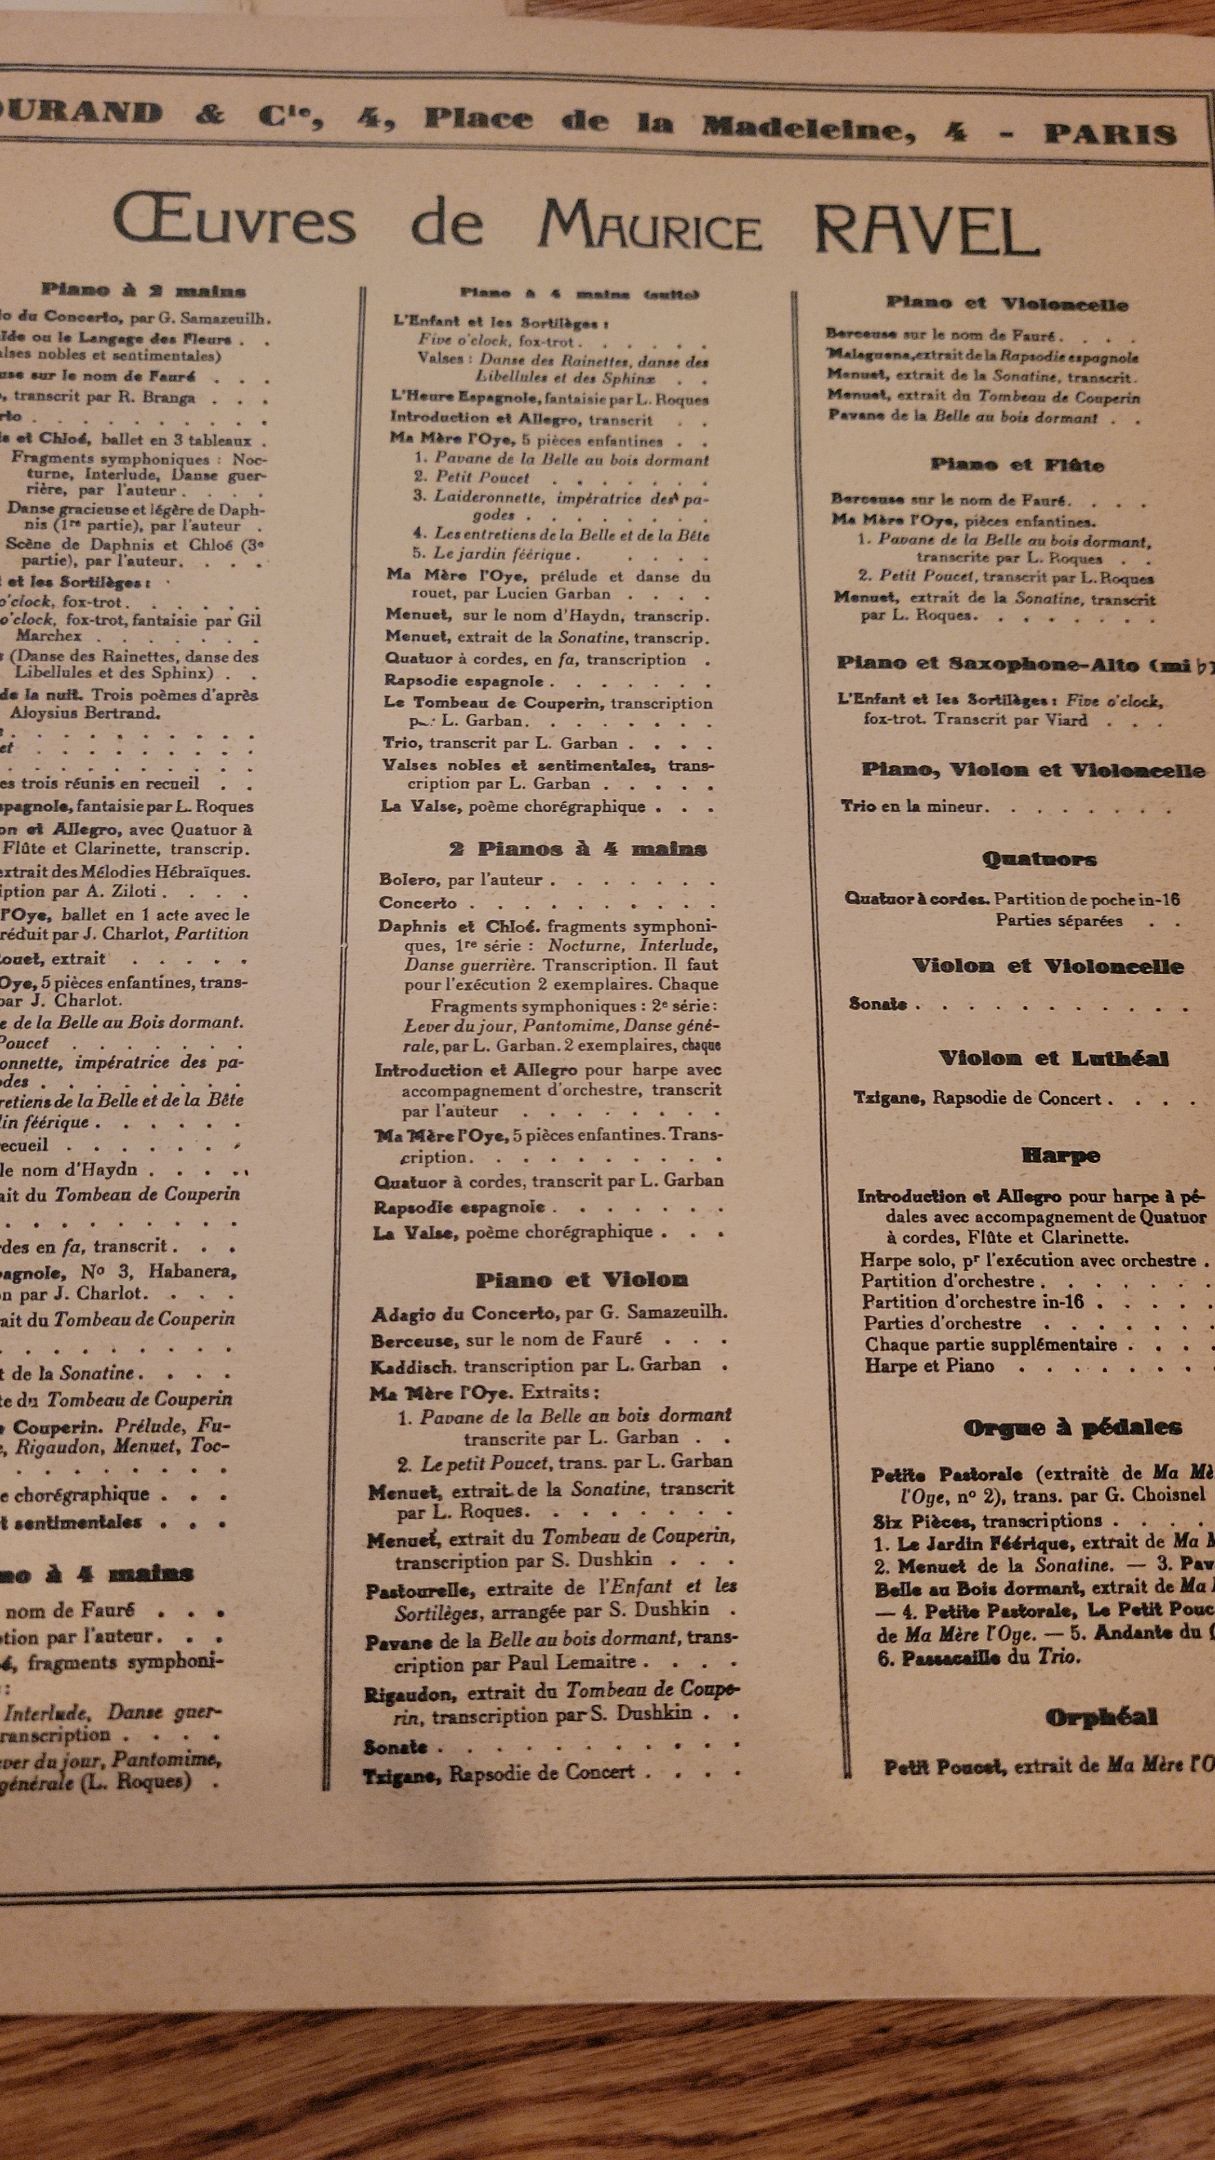 DURAND & Cie, 4, Place de la Madeleine, 4 - PARIS
Œuvres de MAURICE RAVEL
Piano à 2 mains
du Concerto, par G. Samazeuilh.
ou le Langage des Fleurs . .
nobles et sentimentales)
sur le nom de Fauré . . .
transcrit par R. Branga . . .
et Chloé, ballet en 3 tableaux .
Fragments symphoniques : Noc-
turne, Interlude, Danse guer-
rière, par l'auteur . . . .
Danse gracieuse et légère de Daph-
nis (1re partie), par l'auteur .
Scène de Daphnis et Chloé (3e
partie), par l'auteur. . . .
et les Sortilèges :
o'clock, fox-trot. . . . . .
o'clock, fox-trot, fantaisie par Gil
Marchex . . . . . . .
(Danse des Rainettes, danse des
Libellules et des Sphinx) . .
de la nuit. Trois poèmes d'après
Aloysius Bertrand.
trois réunis en recueil . . .
fantaisie par L. Roques
et Allegro, avec Quatuor à
Flûte et Clarinette, transcrip.
extrait des Mélodies Hébraïques.
par A. Ziloti . . . .
l'Oye, ballet en 1 acte avec le
réduit par J. Charlot, Partition
extrait . . . . .
Oye, 5 pièces enfantines, trans-
par J. Charlot.
de la Belle au Bois dormant.
Poucet . . . . . . .
impératrice des pa-
de la Belle et de la Bête
féérique . . . . . .
recueil . . . . . .
le nom d'Haydn . . . . .
du Tombeau de Couperin
en fa, transcrit . . .
No 3, Habanera,
par J. Charlot. . . .
du Tombeau de Couperin
de la Sonatine . . . .
du Tombeau de Couperin
Couperin. Prélude, Fu-
Rigaudon, Menuet, Toc-
chorégraphique . . .
sentimentales . . .
à 4 mains
nom de Fauré . . .
par l'auteur. . .
fragments symphoni-
Interlude, Danse guer-
. . . .
du jour, Pantomime,
générale (L. Roques) .
Piano à 4 mains (suite)
L'Enfant et les Sortilèges :
Five o'clock, fox-trot. . . . . .
Valses : Danse des Rainettes, danse des
Libellules et des Sphinx . .
L'Heure Espagnole, fantaisie par L. Roques
Introduction et Allegro, transcrit . .
Ma Mère l'Oye, 5 pièces enfantines . .
1. Pavane de la Belle au bois dormant
2. Petit Poucet . . . . . .
3. Laideronnette, impératrice des pa-
godes . . . . . . . .
4. Les entretiens de la Belle et de la Bête
5. Le jardin féérique . . . . .
Ma Mère l'Oye, prélude et danse du
rouet, par Lucien Garban . . . .
Menuet, sur le nom d'Haydn, transcrip.
Menuet, extrait de la Sonatine, transcrip.
Quatuor à cordes, en fa, transcription .
Rapsodie espagnole . . . . . . .
Le Tombeau de Couperin, transcription
L. Garban. . . . . . . .
Trio, transcrit par L. Garban . . . .
Valses nobles et sentimentales, trans-
cription par L. Garban . . . . .
La Valse, poème chorégraphique . . .
2 Pianos à 4 mains
Bolero, par l'auteur . . . . . . .
Concerto . . . . . . . . . .
Daphnis et Chloé. fragments symphoni-
ques, 1re série : Nocturne, Interlude,
Danse guerrière. Transcription. Il faut
pour l'exécution 2 exemplaires. Chaque
Fragments symphoniques : 2e série :
Lever du jour, Pantomime, Danse géné-
rale, par L. Garban. 2 exemplaires, chaque
Introduction et Allegro pour harpe avec
accompagnement d'orchestre, transcrit
par l'auteur . . . . . . . .
Ma Mère l'Oye, 5 pièces enfantines. Trans-
cription. . . . . . . . . .
Quatuor à cordes, transcrit par L. Garban
Rapsodie espagnole . . . . . . .
La Valse, poème chorégraphique . . .
Piano et Violon
Adagio du Concerto, par G. Samazeuilh.
Berceuse, sur le nom de Fauré . . .
Kaddisch. transcription par L. Garban .
Ma Mère l'Oye. Extraits :
1. Pavane de la Belle au bois dormant
transcrite par L. Garban . .
2. Le petit Poucet, trans. par L. Garban
Menuet, extrait de la Sonatine, transcrit
par L. Roques. . . . . . . .
Menuet, extrait du Tombeau de Couperin,
transcription par S. Dushkin . . .
Pastourelle, extraite de l'Enfant et les
Sortilèges, arrangée par S. Dushkin .
Pavane de la Belle au bois dormant, trans-
cription par Paul Lemaitre . . . .
Rigaudon, extrait du Tombeau de Coupe-
rin, transcription par S. Dushkin . .
Sonate . . . . . . . . . . .
Tzigane, Rapsodie de Concert . . . .
Piano et Violoncelle
Berceuse sur le nom de Fauré . . . .
Malaguena, extrait de la Rapsodie espagnole
Menuet, extrait de la Sonatine, transcrit.
Menuet, extrait du Tombeau de Couperin
Pavane de la Belle au bois dormant . .
Piano et Flûte
Berceuse sur le nom de Fauré. . . .
Ma Mère l'Oye, pièces enfantines.
1. Pavane de la Belle au bois dormant,
transcrite par L. Roques
2. Petit Poucet, transcrit par L. Roques
Menuet, extrait de la Sonatine, transcrit
par L. Roques. . . . . . . .
Piano et Saxophone-Alto (mi ♭)
L'Enfant et les Sortilèges : Five o'clock,
fox-trot. Transcrit par Viard . . .
Piano, Violon et Violoncelle
Trio en la mineur. . . . . . . .
Quatuors
Quatuor à cordes. Partition de poche in-16
Parties séparées . .
Violon et Violoncelle
Sonate . . . . . . . . . . .
Violon et Luthéal
Tzigane, Rapsodie de Concert . . . .
Harpe
Introduction et Allegro pour harpe à pé-
dales avec accompagnement de Quatuor
à cordes, Flûte et Clarinette.
Harpe solo, pr l'exécution avec orchestre .
Partition d'orchestre . . . . . . .
Partition d'orchestre in-16 . . . . .
Parties d'orchestre . . . . . . .
Chaque partie supplémentaire . . . .
Harpe et Piano . . . . . . . .
Orgue à pédales
Petite Pastorale (extraite de Ma
l'Oye, no 2), trans. par G. Choisnel
Six Pièces, transcriptions . . . .
1. Le Jardin Féérique, extrait de Ma
2. Menuet de la Sonatine. — 3.
Belle au Bois dormant, extrait de Ma
— 4. Petite Pastorale, Le Petit
de Ma Mère l'Oye. — 5. Andante du
6. Passacaille du Trio.
Orphéal
Petit Poucet, extrait de Ma Mère